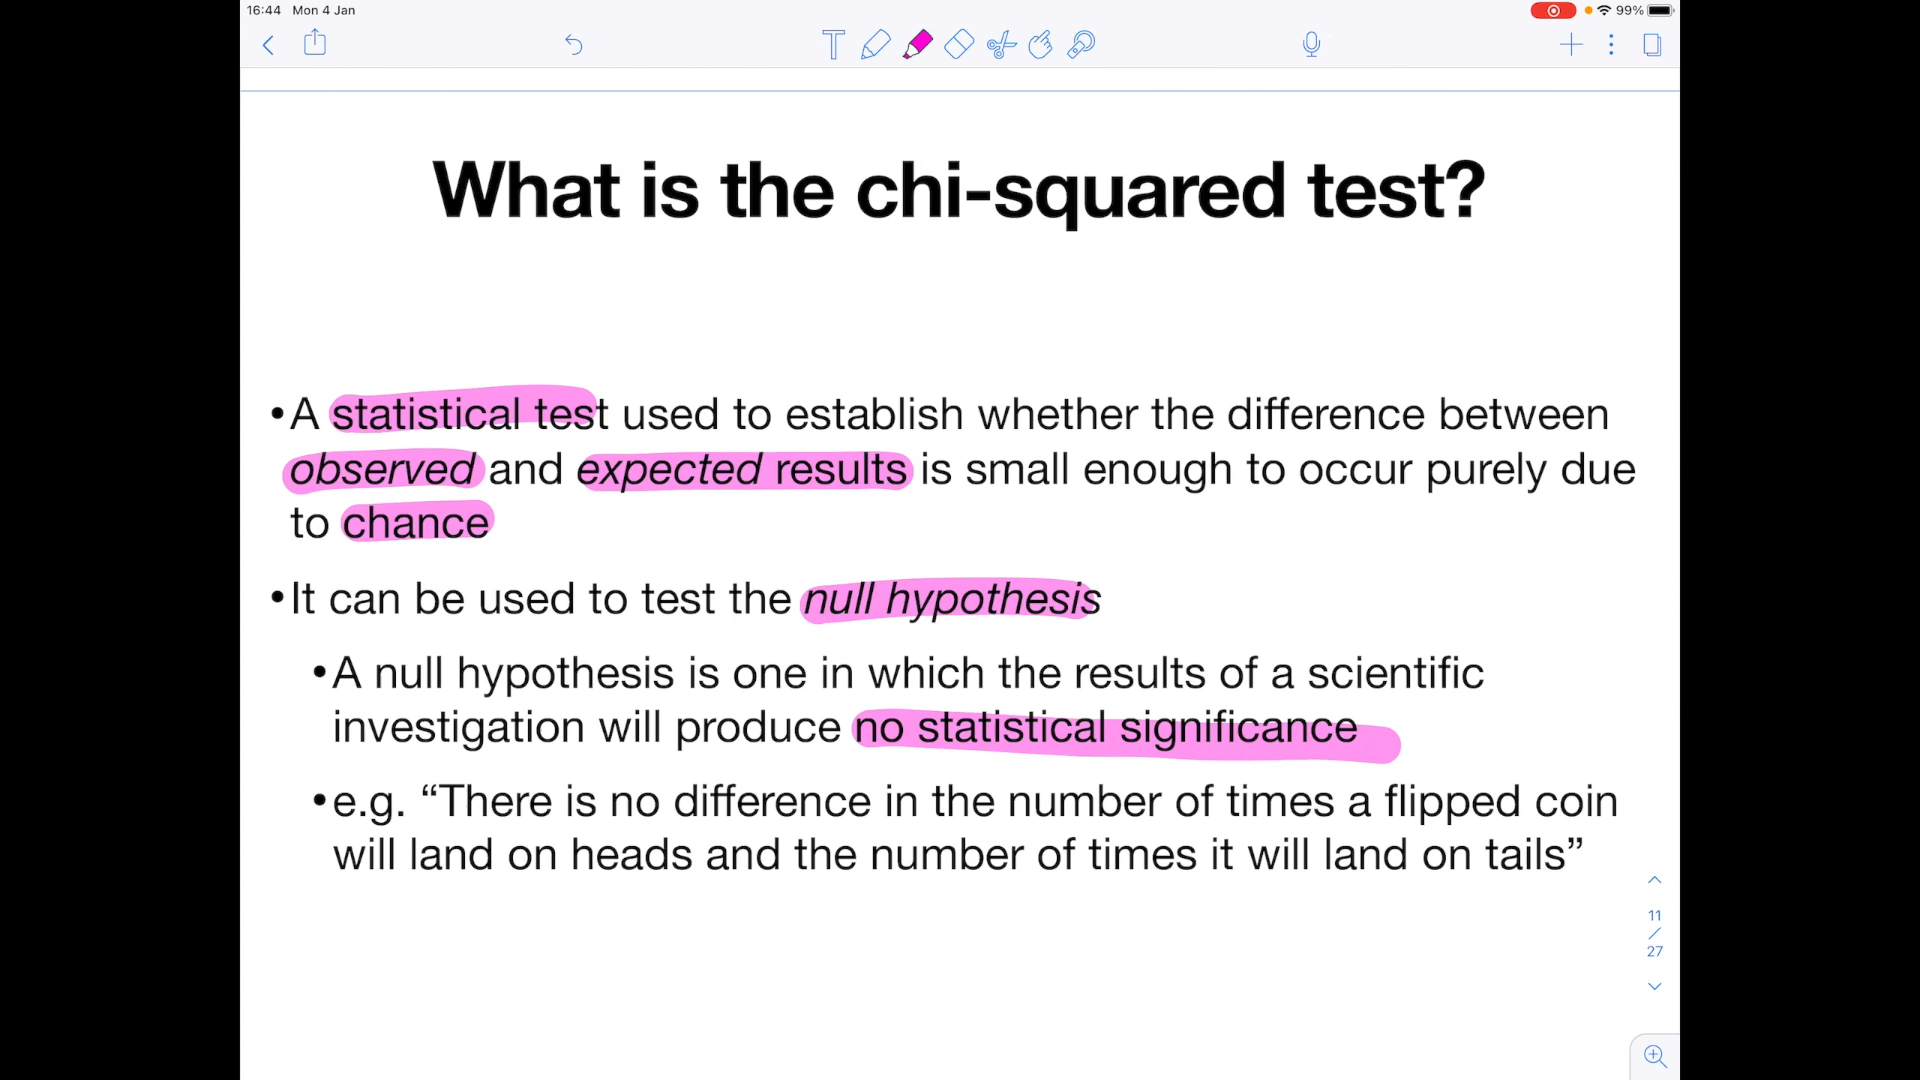 16:44 Mon 4 Jan
99%
What is the chi-squared test?
•A statistical test used to establish whether the difference between
observed and expected results is small enough to occur purely due
to chance
•It can be used to test the null hypothesis
•A null hypothesis is one in which the results of a scientific
investigation will produce no statistical significance
•e.g. “There is no difference in the number of times a flipped coin
will land on heads and the number of times it will land on tails”
11
/
27